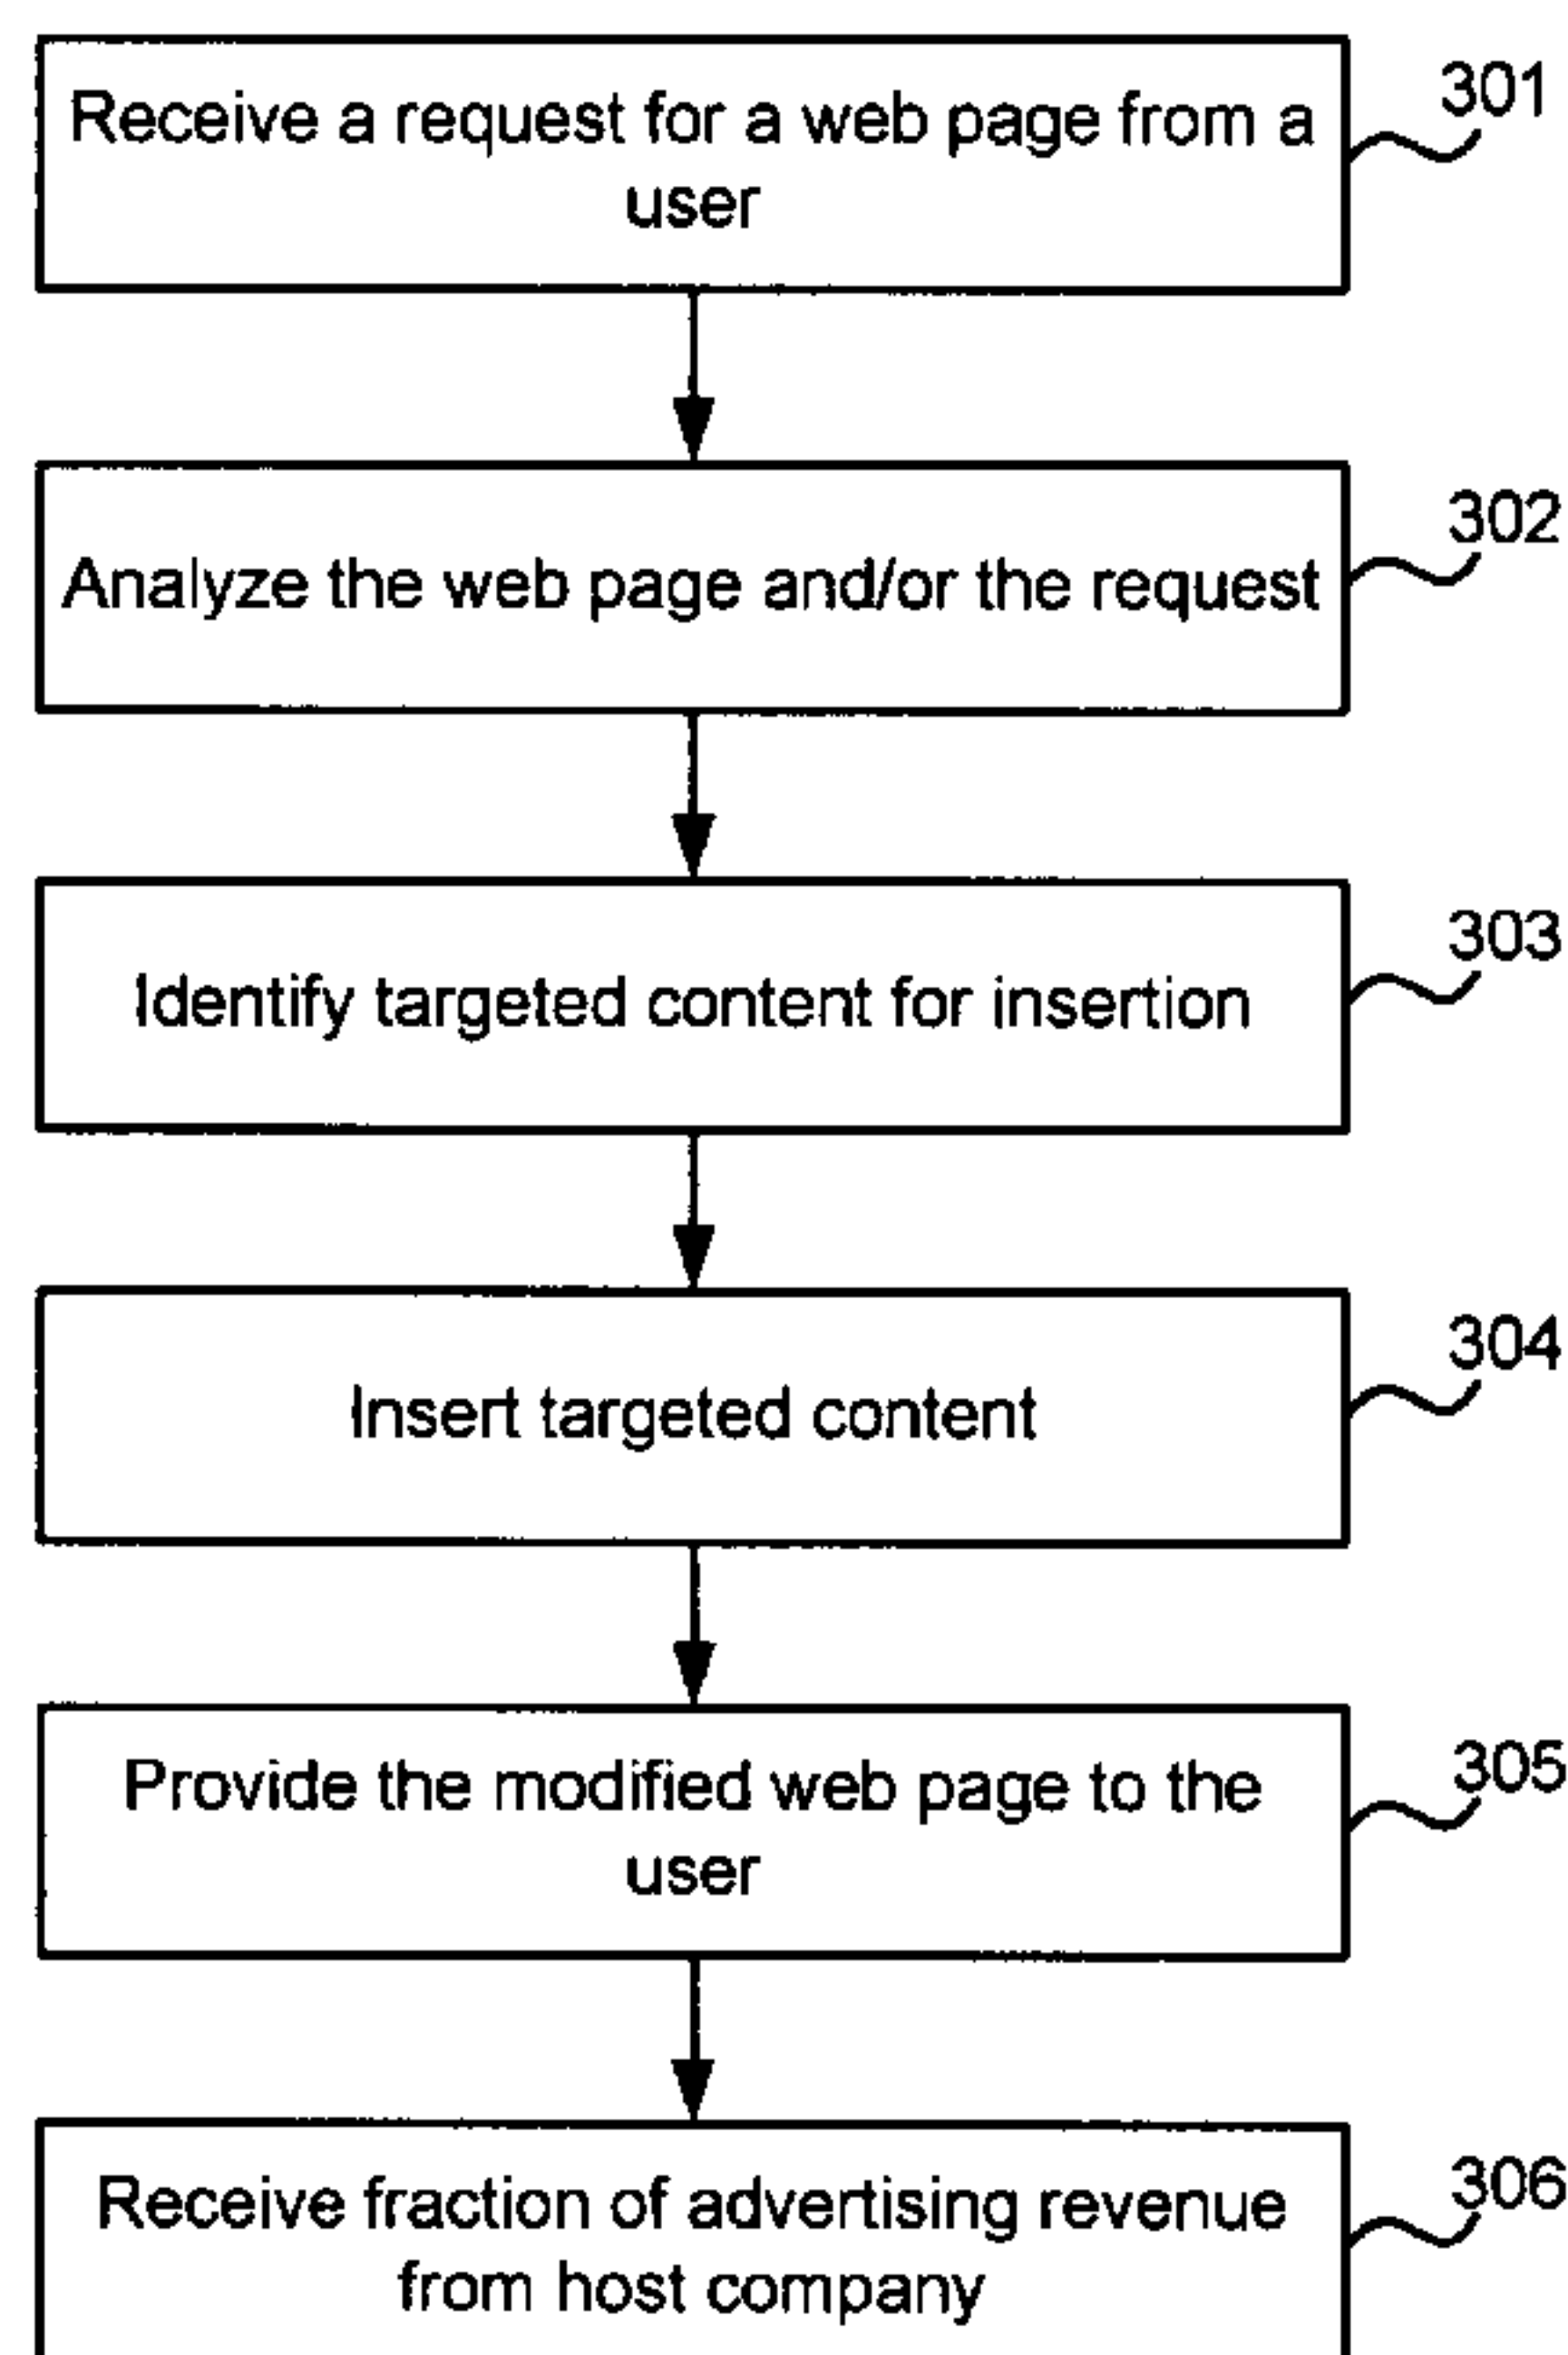 Receive a request for a web page from a
user
301
Analyze the web page and/or the request
302
Identify targeted content for insertion
303
Insert targeted content
304
Provide the modified web page to the
user
305
Receive fraction of advertising revenue
from host company
306